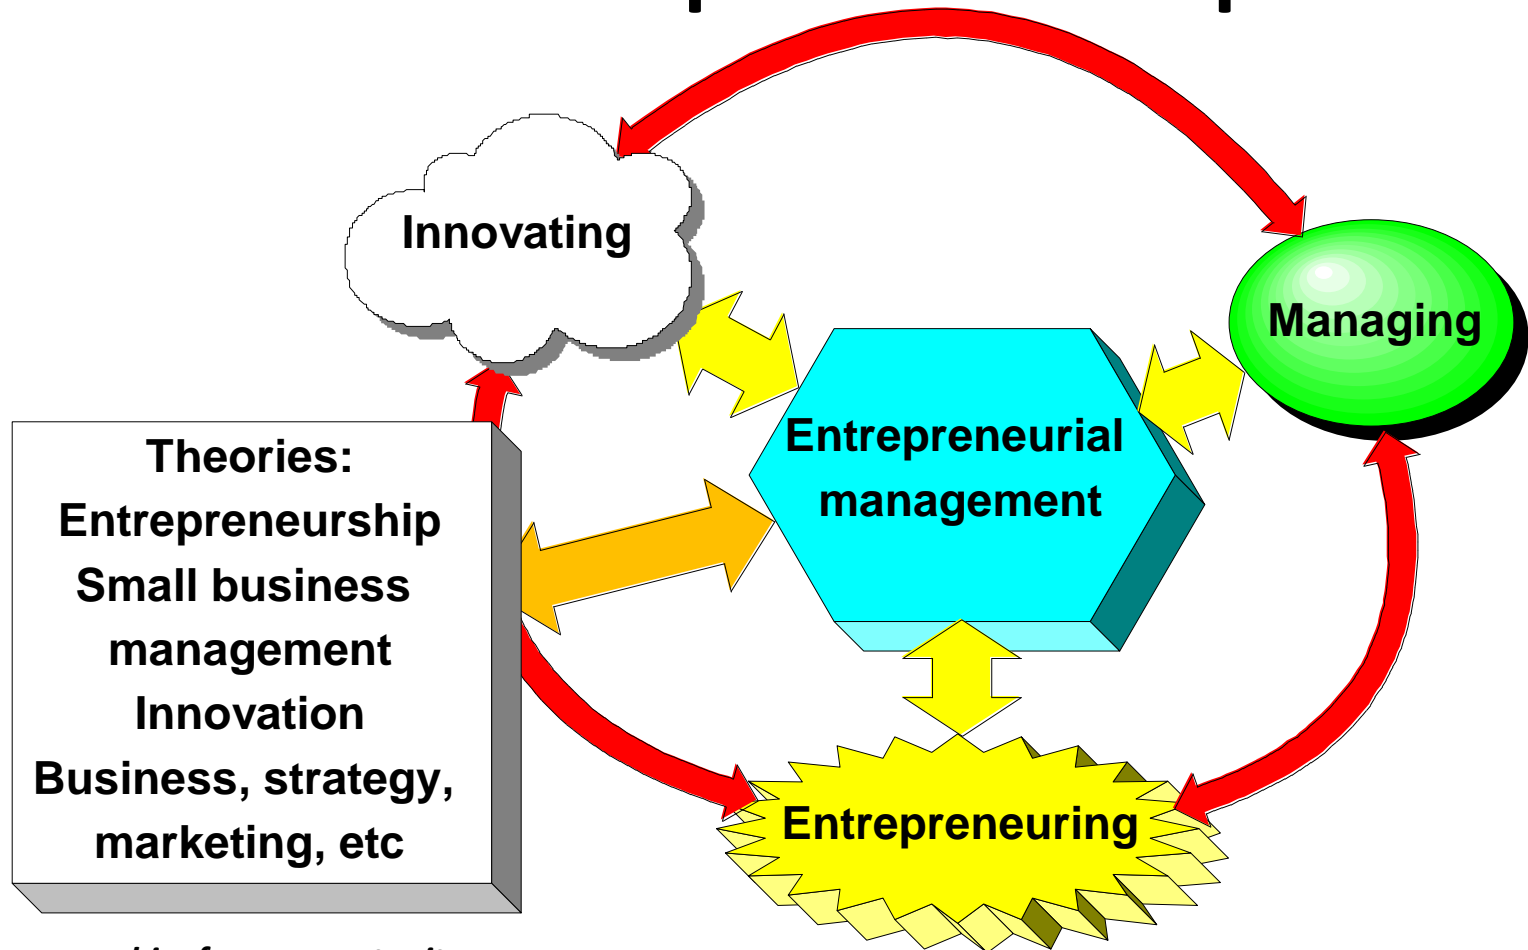 Innovating
Managing
Entrepreneurial
management
Theories:
Entrepreneurship
Small business
management
Innovation
Business, strategy,
marketing, etc
Entrepreneuring